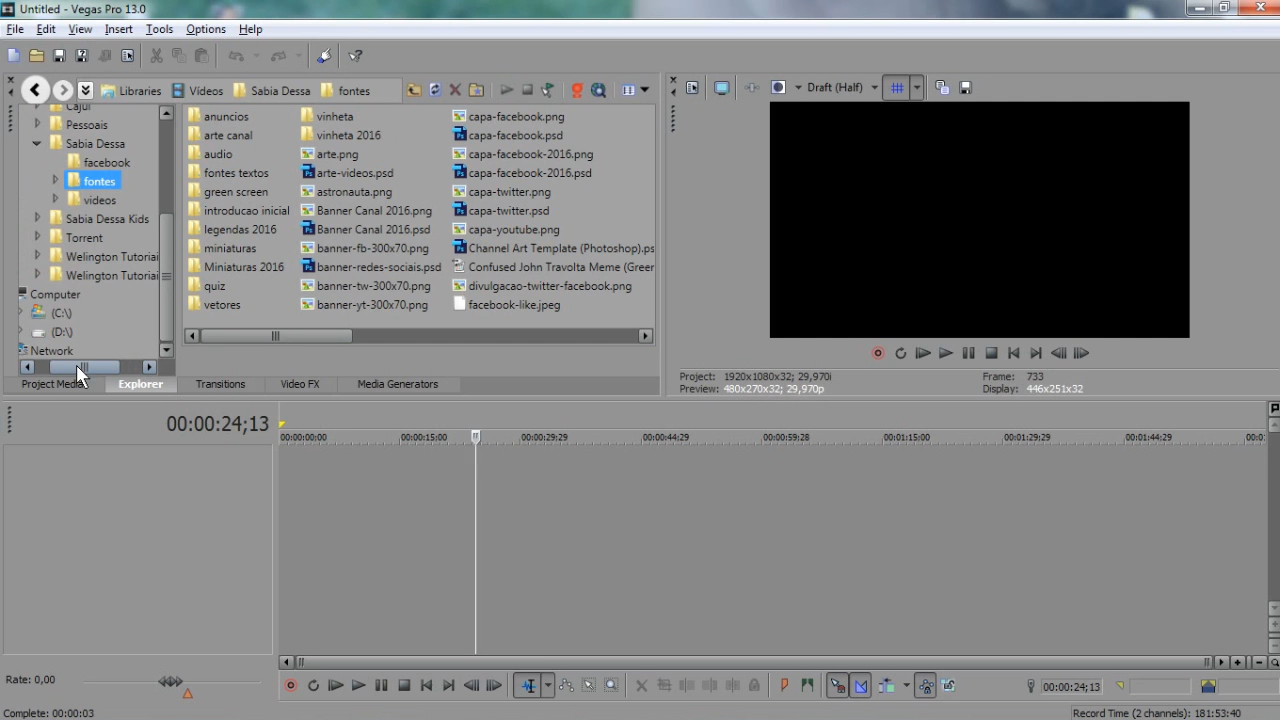 Untitled - Vegas Pro 13.0
File Edit View Insert Tools Options Help
Libraries Vídeos Sabia Dessa fontes
Draft (Half)
Cajuí
Pessoais
Sabia Dessa
facebook
fontes
videos
Sabia Dessa Kids
Torrent
Welington Tutoriai
Welington Tutoriai
Computer
(C:\)
(D:\)
Network
anuncios
arte canal
audio
fontes textos
green screen
introducao inicial
legendas 2016
miniaturas
Miniaturas 2016
quiz
vetores
vinheta
vinheta 2016
arte.png
arte-videos.psd
astronauta.png
Banner Canal 2016.png
Banner Canal 2016.psd
banner-fb-300x70.png
banner-redes-sociais.psd
banner-tw-300x70.png
banner-yt-300x70.png
capa-facebook.png
capa-facebook.psd
capa-facebook-2016.png
capa-facebook-2016.psd
capa-twitter.png
capa-twitter.psd
capa-youtube.png
Channel Art Template (Photoshop).ps
Confused John Travolta Meme (Green
divulgacao-twitter-facebook.png
facebook-like.jpeg
Project Media Explorer Transitions Video FX Media Generators
Project: 1920x1080x32; 29,970i Frame: 733
Preview: 480x270x32; 29,970p Display: 446x251x32
00:00:24;13
00:00:00;00 00:00:15;00 00:00:29;29 00:00:44;29 00:00:59;28 00:01:15;00 00:01:29;29 00:01:44;29 00:0
Rate: 0,00
00:00:24;13
Complete: 00:00:03 Record Time (2 channels): 181:53:40